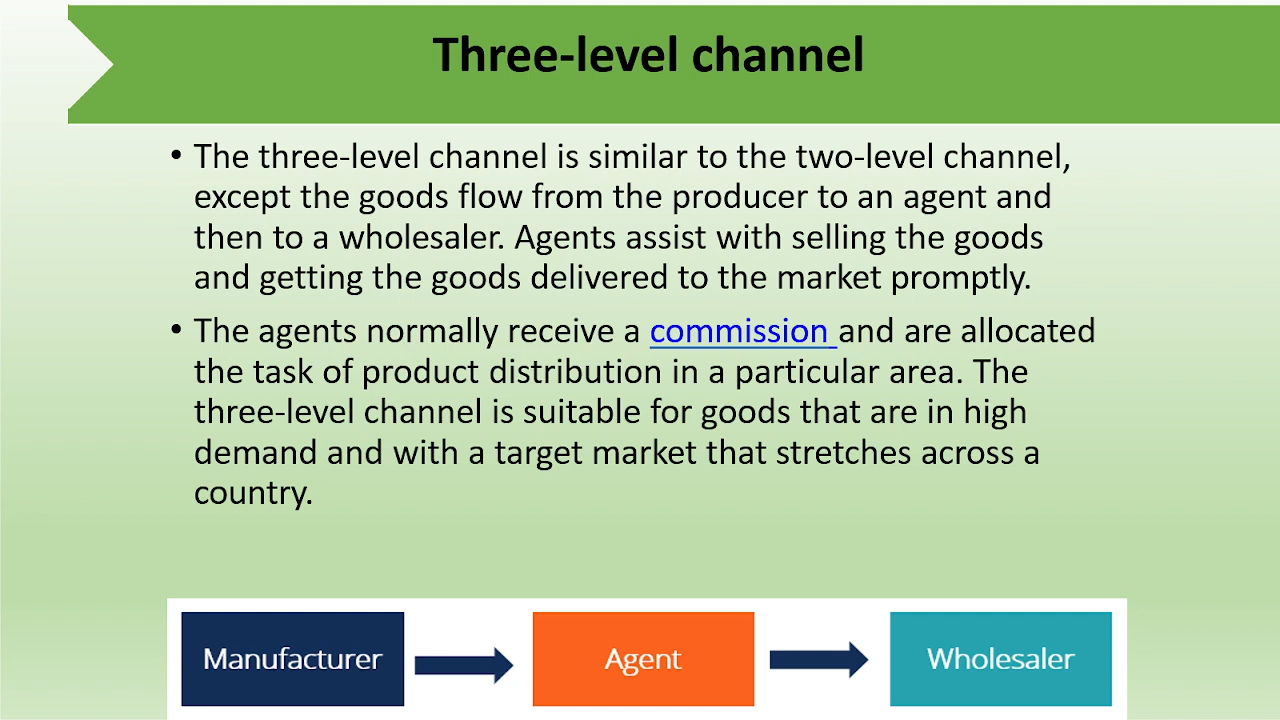 Three-level channel
• The three-level channel is similar to the two-level channel,
except the goods flow from the producer to an agent and
then to a wholesaler. Agents assist with selling the goods
and getting the goods delivered to the market promptly.
• The agents normally receive a commission and are allocated
the task of product distribution in a particular area. The
three-level channel is suitable for goods that are in high
demand and with a target market that stretches across a
country.
Manufacturer
Agent
Wholesaler